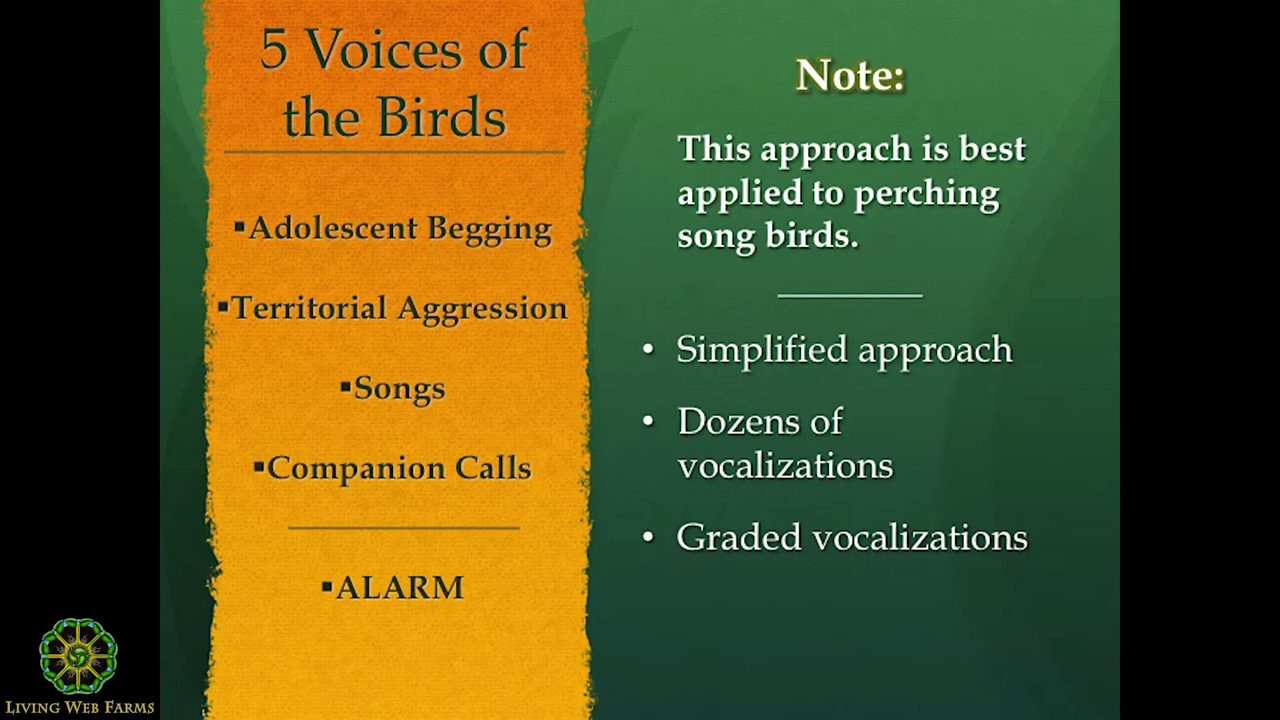 5 Voices of
the Birds
▪Adolescent Begging
▪Territorial Aggression
▪Songs
▪Companion Calls
▪ALARM
Note:
This approach is best
applied to perching
song birds.
• Simplified approach
• Dozens of
vocalizations
• Graded vocalizations
LIVING WEB FARMS